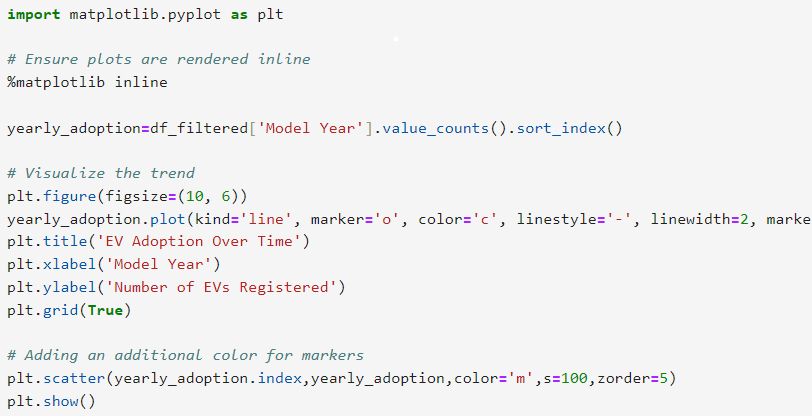 import matplotlib.pyplot as plt
# Ensure plots are rendered inline
%matplotlib inline
yearly_adoption=df_filtered['Model Year'].value_counts().sort_index()
# Visualize the trend
plt.figure(figsize=(10, 6))
yearly_adoption.plot(kind='line', marker='o', color='c', linestyle='-', linewidth=2, marke
plt.title('EV Adoption Over Time')
plt.xlabel('Model Year')
plt.ylabel('Number of EVs Registered')
plt.grid(True)
# Adding an additional color for markers
plt.scatter(yearly_adoption.index,yearly_adoption,color='m',s=100,zorder=5)
plt.show()